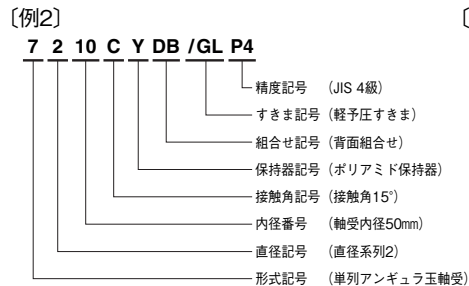 〔例2〕
〔
7 2 10 C Y DB /GL P4
精度記号 (JIS 4級)
すきま記号 (軽予圧すきま)
組合せ記号 (背面組合せ)
保持器記号 (ポリアミド保持器)
接触角記号 (接触角15°)
内径番号 (軸受内径50mm)
直径記号 (直径系列2)
形式記号 (単列アンギュラ玉軸受)